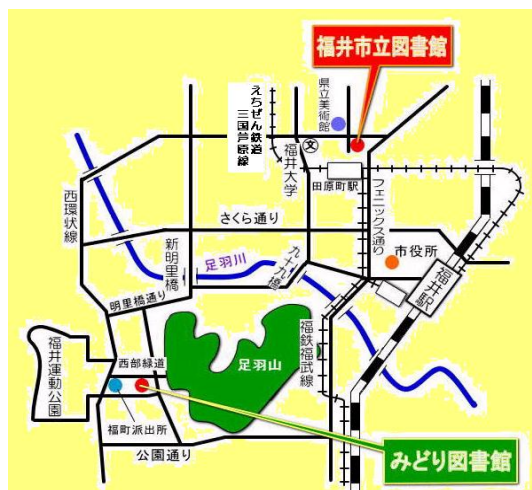 福井市立図書館
県立美術館
えちぜん鉄道
三国芦原線
文
福井大学
田原町駅
フェニックス通り
西環状線
さくら通り
新明里橋
足羽川
九十九橋
市役所
福井駅
明里橋通り
福井運動公園
西部緑道
足羽山
福鉄福武線
福町派出所
公園通り
みどり図書館